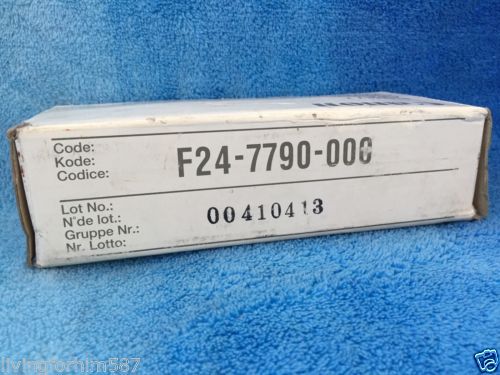 Code:
Kode:
Codice:
F24-7790-000
Lot No.:
N° de lot.:
Gruppe Nr.:
Nr. Lotto:
00410413
livingforhim587